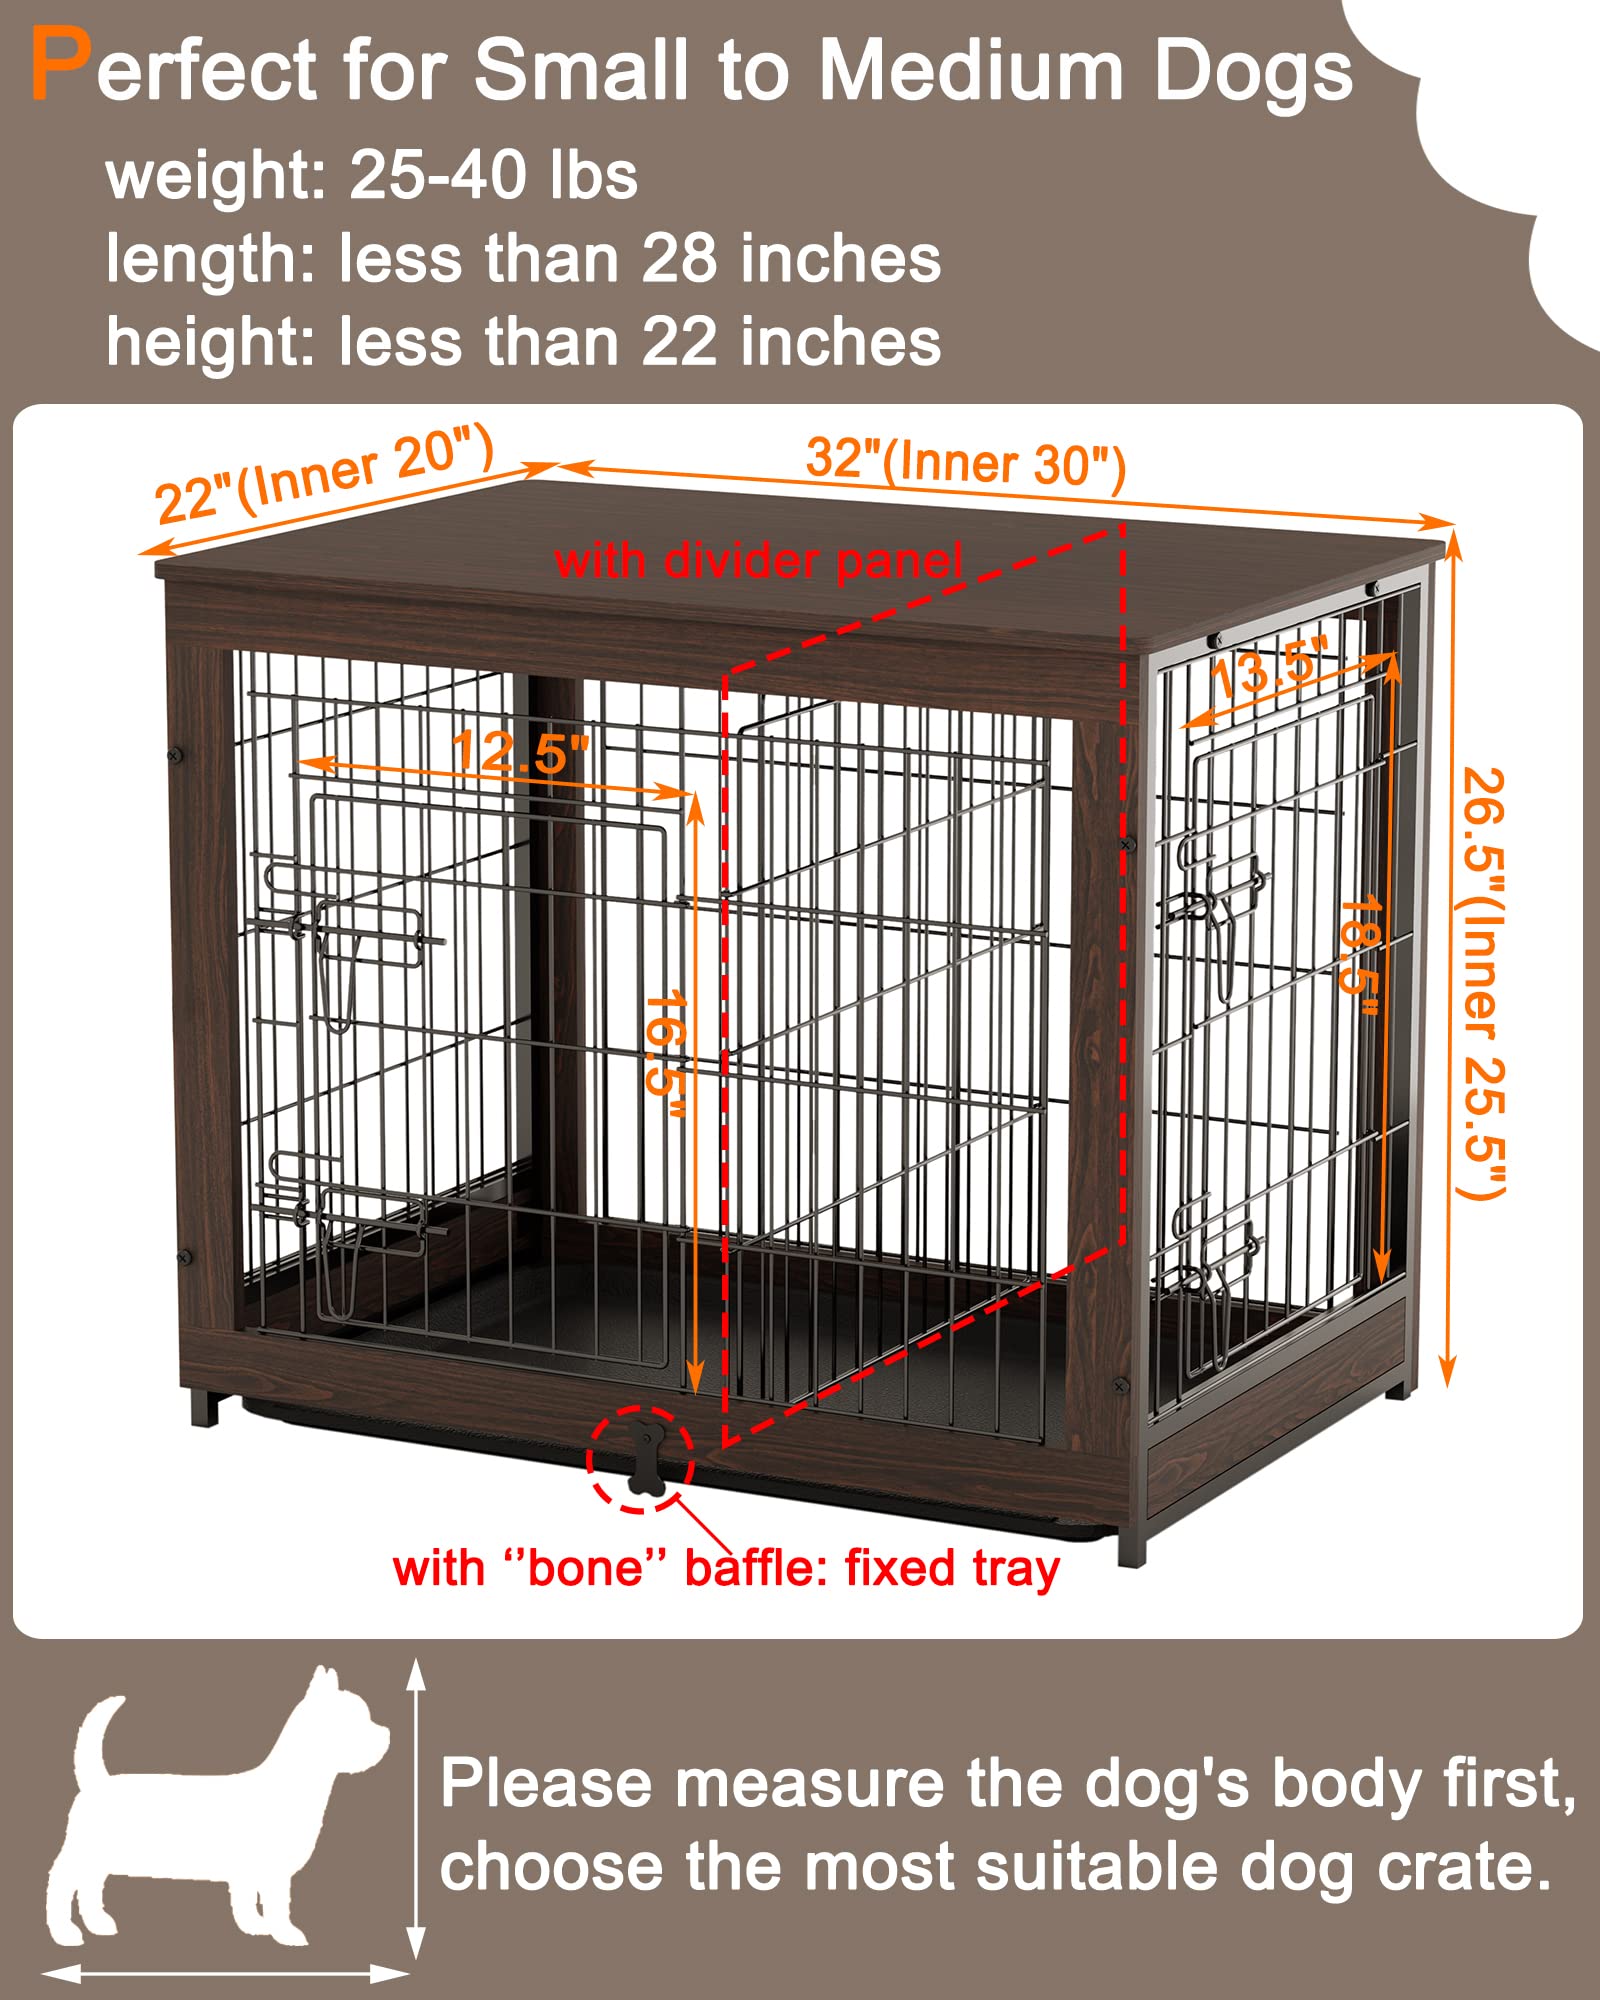 Perfect for Small to Medium Dogs
weight: 25-40 lbs
length: less than 28 inches
height: less than 22 inches
22"(Inner 20")
32"(Inner 30")
with divider panel
13.5"
12.5"
26.5"(Inner 25.5")
18.5"
16.5"
with ‘’bone’’ baffle: fixed tray
Please measure the dog's body first,
choose the most suitable dog crate.